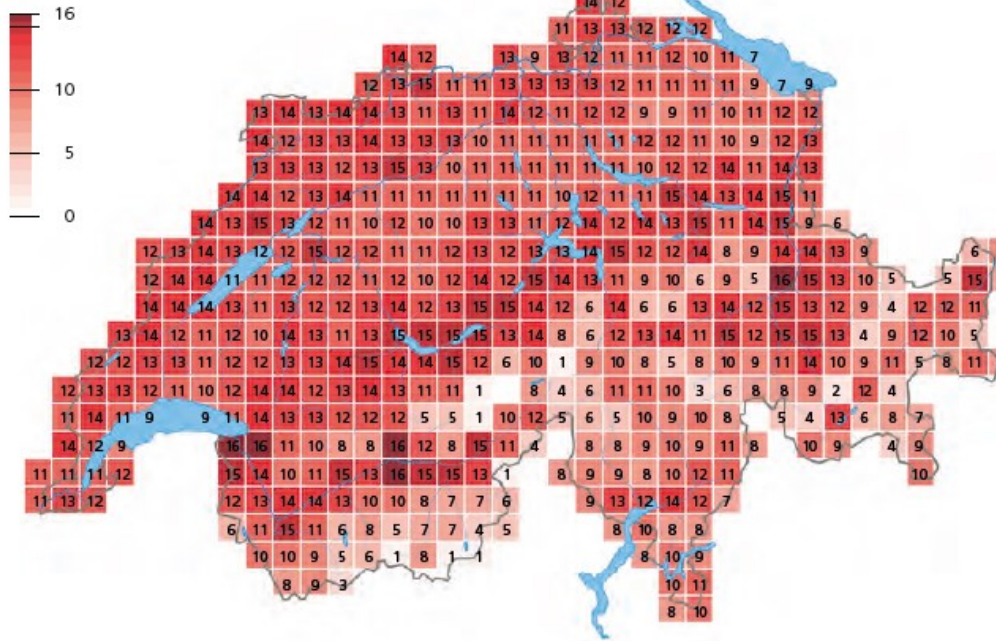 16
10
5
0
14 12
11 13 13 12 12 12
14 12 13 9 13 12 11 11 12 10 11 7
12 13 15 11 11 13 13 13 13 12 11 11 11 11 9 7 9
13 14 13 14 14 13 11 13 11 14 12 11 12 12 9 9 11 10 11 12 12
14 12 13 13 14 13 13 13 10 11 11 11 11 11 12 12 11 10 9 12 13
13 13 13 12 13 15 13 10 11 11 11 11 11 11 10 12 12 14 11 14 13
14 14 12 13 14 11 11 11 11 11 11 11 10 12 11 11 15 14 13 14 15 11
14 13 15 13 12 11 10 12 10 10 13 13 11 12 14 12 14 13 15 11 14 15 9 6
12 13 14 13 12 12 15 12 11 11 12 13 12 13 13 14 15 12 12 14 8 9 14 14 13 9 6
12 14 14 11 11 12 12 12 11 12 10 12 14 12 15 14 13 11 9 10 6 9 5 16 15 13 10 5 5 15
14 14 14 13 11 13 12 14 12 12 12 13 15 15 14 12 6 14 6 6 13 14 12 15 13 12 9 4 12 12 11
13 14 12 11 12 10 14 13 11 13 15 15 15 15 13 14 8 6 12 13 14 11 15 12 15 15 13 4 9 12 10 5
12 12 13 13 11 12 12 13 14 15 14 14 15 12 6 10 1 9 10 8 5 8 10 9 11 14 10 9 11 5 8 11
12 13 13 12 11 10 12 14 14 13 14 13 11 11 1 8 4 6 11 11 10 3 6 8 8 9 2 12 4
11 14 11 9 9 11 14 13 13 12 12 12 5 5 1 10 12 5 6 5 10 9 10 8 5 4 13 6 8 7
14 12 9 16 16 11 10 8 8 16 12 8 15 11 4 8 8 9 10 9 11 8 10 9 4 9
11 11 11 12 15 14 10 11 15 13 16 15 15 13 1 8 9 9 8 10 12 11 10
11 13 12 12 13 14 14 13 10 10 8 7 7 6 9 13 12 14 12 7
6 11 15 11 6 8 5 7 7 4 5 8 10 8 8
10 10 9 5 6 1 8 1 1 8 10 9
8 9 3 10 11
8 10